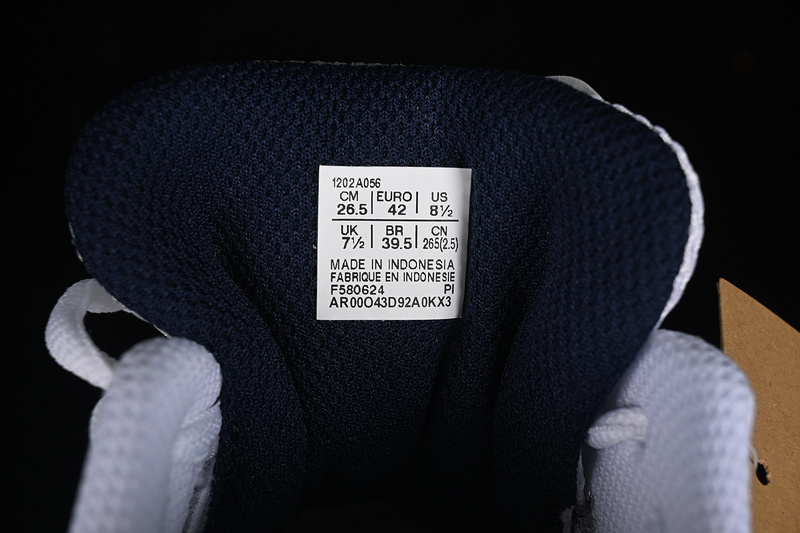 1202A056
CM EURO US
26.5 42 8½
UK BR CN
7½ 39.5 265(2.5)
MADE IN INDONESIA
FABRIQUE EN INDONESIE
F580624 PI
AR00O43D92A0KX3